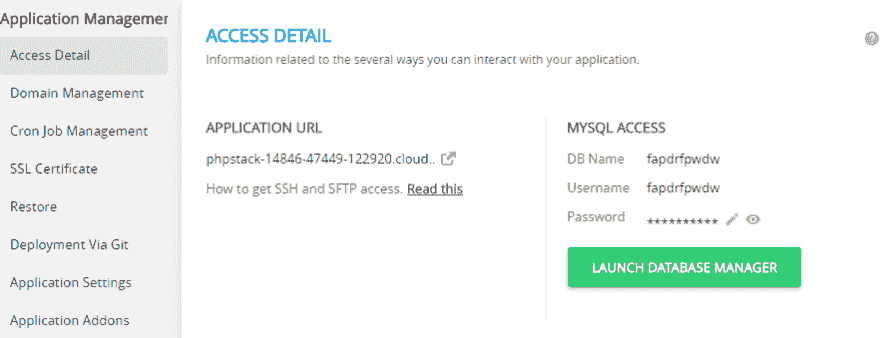 Application Managemer
Access Detail
Domain Management
Cron Job Management
SSL Certificate
Restore
Deployment Via Git
Application Settings
Application Addons
ACCESS DETAIL
Information related to the several ways you can interact with your application.
APPLICATION URL
phpstack-14846-47449-122920.cloud..
How to get SSH and SFTP access. Read this
MYSQL ACCESS
DB Name fapdrfpwdw
Username fapdrfpwdw
Password **********
LAUNCH DATABASE MANAGER